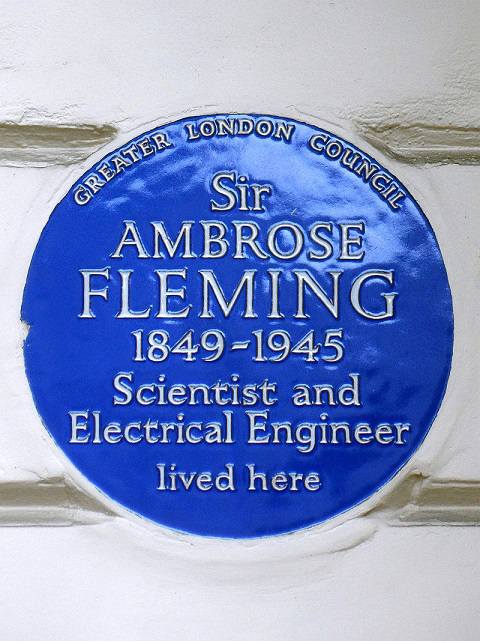 GREATER LONDON COUNCIL
Sir
AMBROSE
FLEMING
1849-1945
Scientist and
Electrical Engineer
lived here